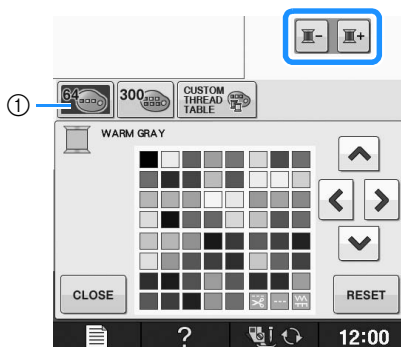 ①
64
300
CUSTOM
THREAD
TABLE
WARM GRAY
CLOSE
RESET
?
12:00